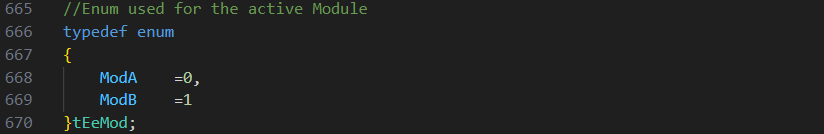 665 //Enum used for the active Module
666 typedef enum
667 {
668 ModA =0,
669 ModB =1
670 }tEeMod;